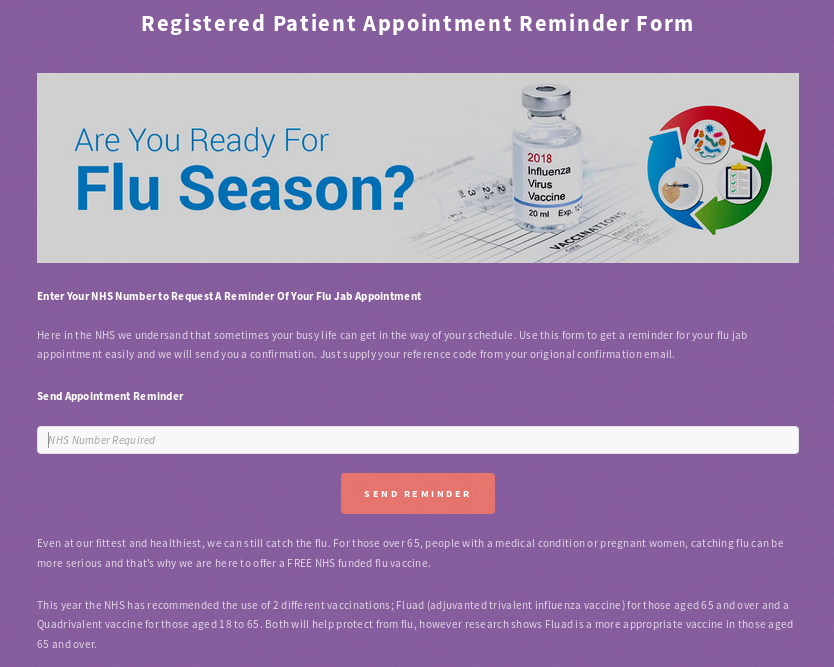 Registered Patient Appointment Reminder Form
Are You Ready For
Flu Season?
2018
Influenza
Virus
Vaccine
20 ml Exp.
VACCINATIONS
Enter Your NHS Number to Request A Reminder Of Your Flu Jab Appointment
Here in the NHS we undersand that sometimes your busy life can get in the way of your schedule. Use this form to get a reminder for your flu jab
appointment easily and we will send you a confirmation. Just supply your reference code from your origional confirmation email.
Send Appointment Reminder
NHS Number Required
SEND REMINDER
Even at our fittest and healthiest, we can still catch the flu. For those over 65, people with a medical condition or pregnant women, catching flu can be
more serious and that's why we are here to offer a FREE NHS funded flu vaccine.
This year the NHS has recommended the use of 2 different vaccinations; Fluad (adjuvanted trivalent influenza vaccine) for those aged 65 and over and a
Quadrivalent vaccine for those aged 18 to 65. Both will help protect from flu, however research shows Fluad is a more appropriate vaccine in those aged
65 and over.